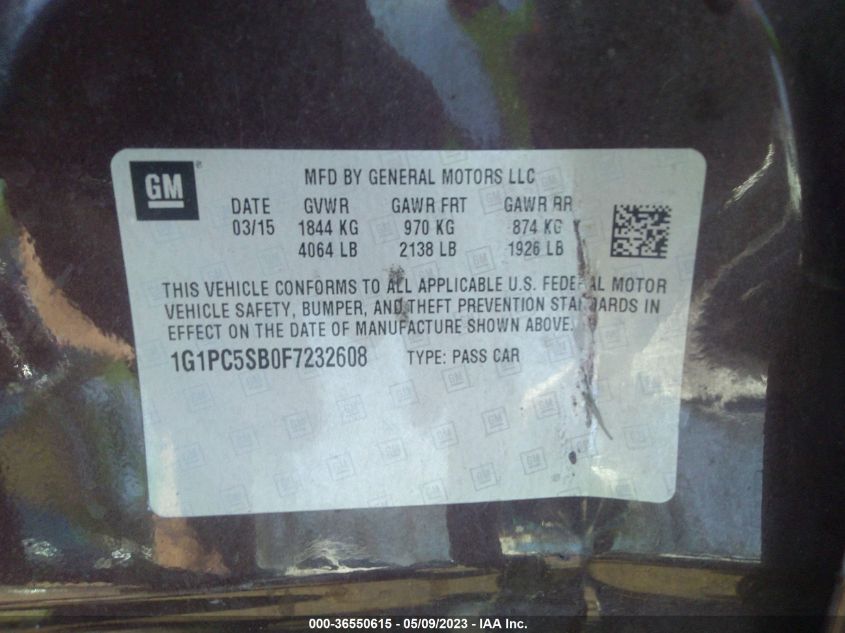 GM ®
MFD BY GENERAL MOTORS LLC
DATE GVWR GAWR FRT GAWR RR
03/15 1844 KG 970 KG 874 KG
4064 LB 2138 LB 1926 LB
THIS VEHICLE CONFORMS TO ALL APPLICABLE U.S. FEDERAL MOTOR
VEHICLE SAFETY, BUMPER, AND THEFT PREVENTION STANDARDS IN
EFFECT ON THE DATE OF MANUFACTURE SHOWN ABOVE.
1G1PC5SB0F7232608 TYPE: PASS CAR
000-36550615 - 05/09/2023 - IAA Inc.